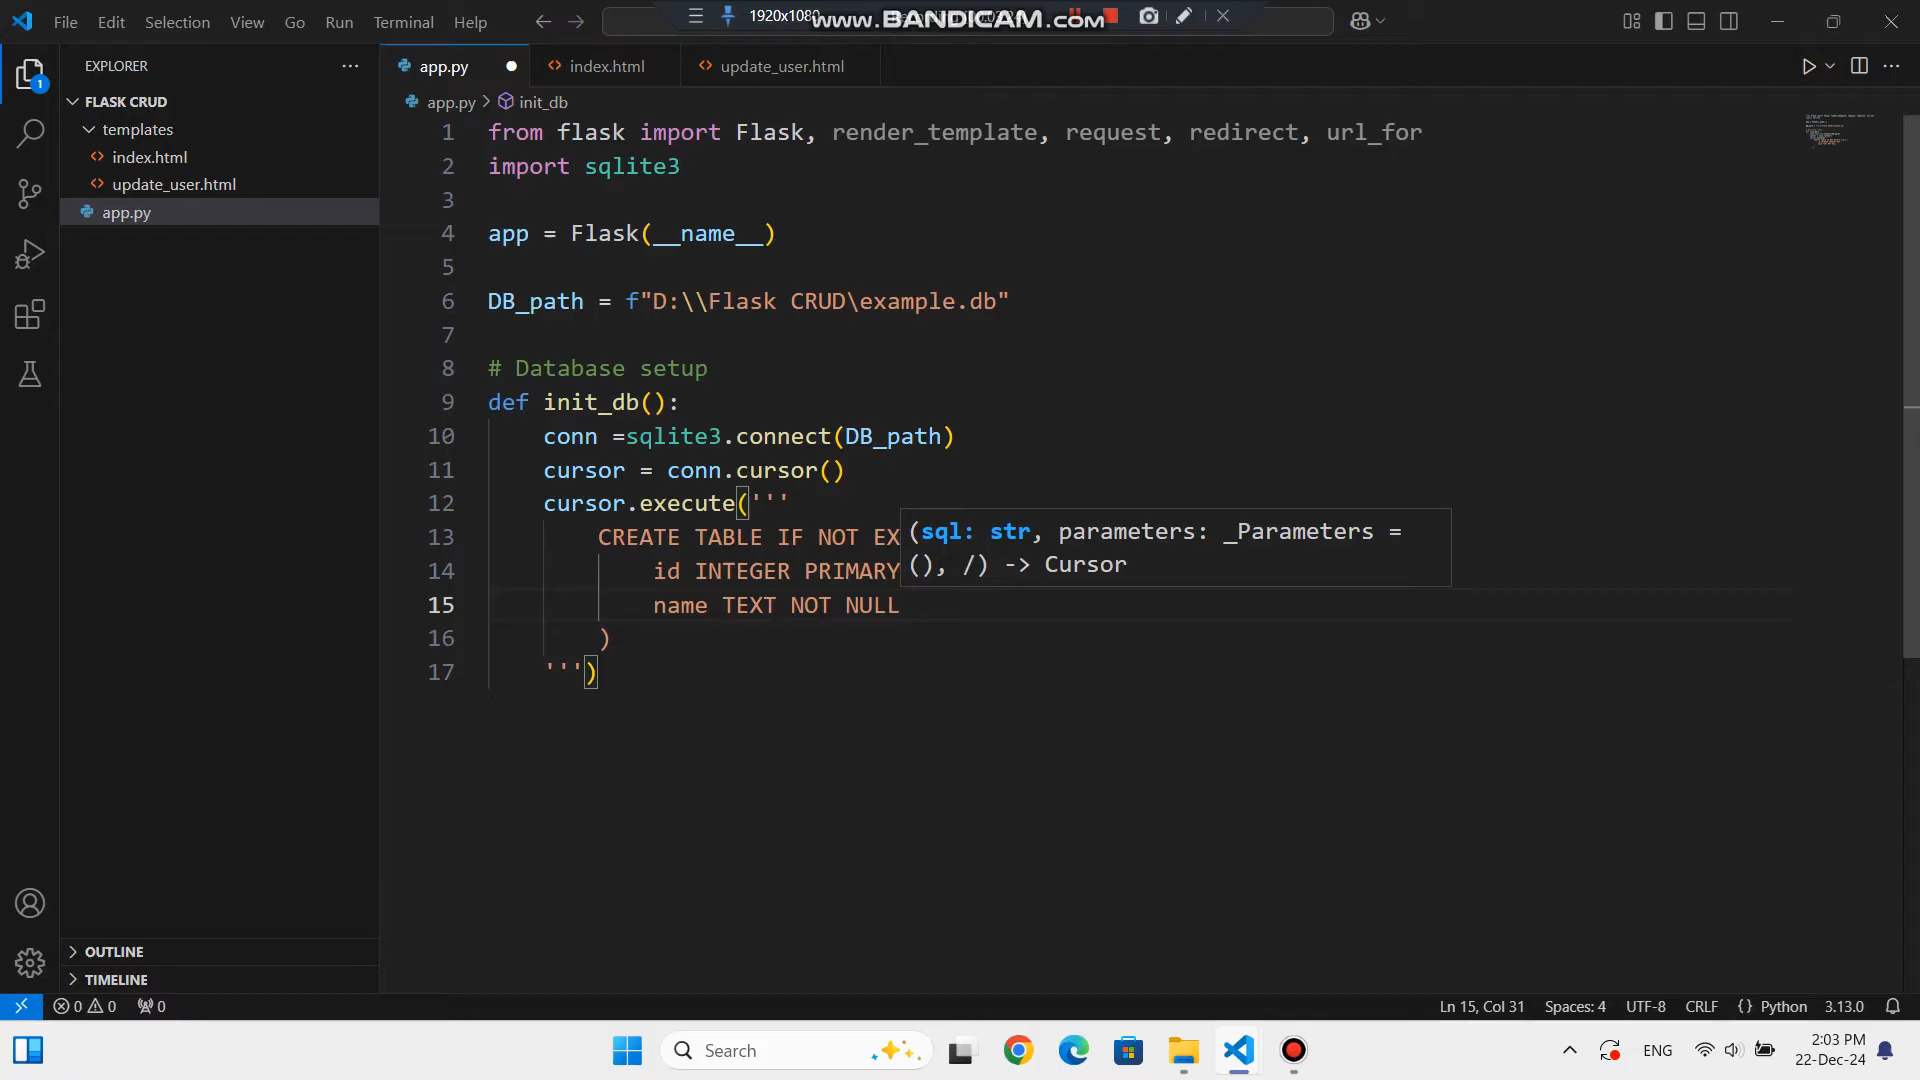 File Edit Selection View Go Run Terminal Help
1920x1080
www.BANDICAM.com
EXPLORER
FLASK CRUD
templates
index.html
update_user.html
app.py
OUTLINE
TIMELINE
1
app.py
index.html
update_user.html
app.py > init_db
1 from flask import Flask, render_template, request, redirect, url_for
2 import sqlite3
3
4 app = Flask(__name__)
5
6 DB_path = f"D:\\Flask CRUD\example.db"
7
8 # Database setup
9 def init_db():
10 conn =sqlite3.connect(DB_path)
11 cursor = conn.cursor()
12 cursor.execute('''
13 CREATE TABLE IF NOT EX
14 id INTEGER PRIMARY
15 name TEXT NOT NULL
16 )
17 ''')
(sql: str, parameters: _Parameters =
(), /) -> Cursor
0 0 0
Ln 15, Col 31 Spaces: 4 UTF-8 CRLF {} Python 3.13.0
Search
ENG
2:03 PM
22-Dec-24